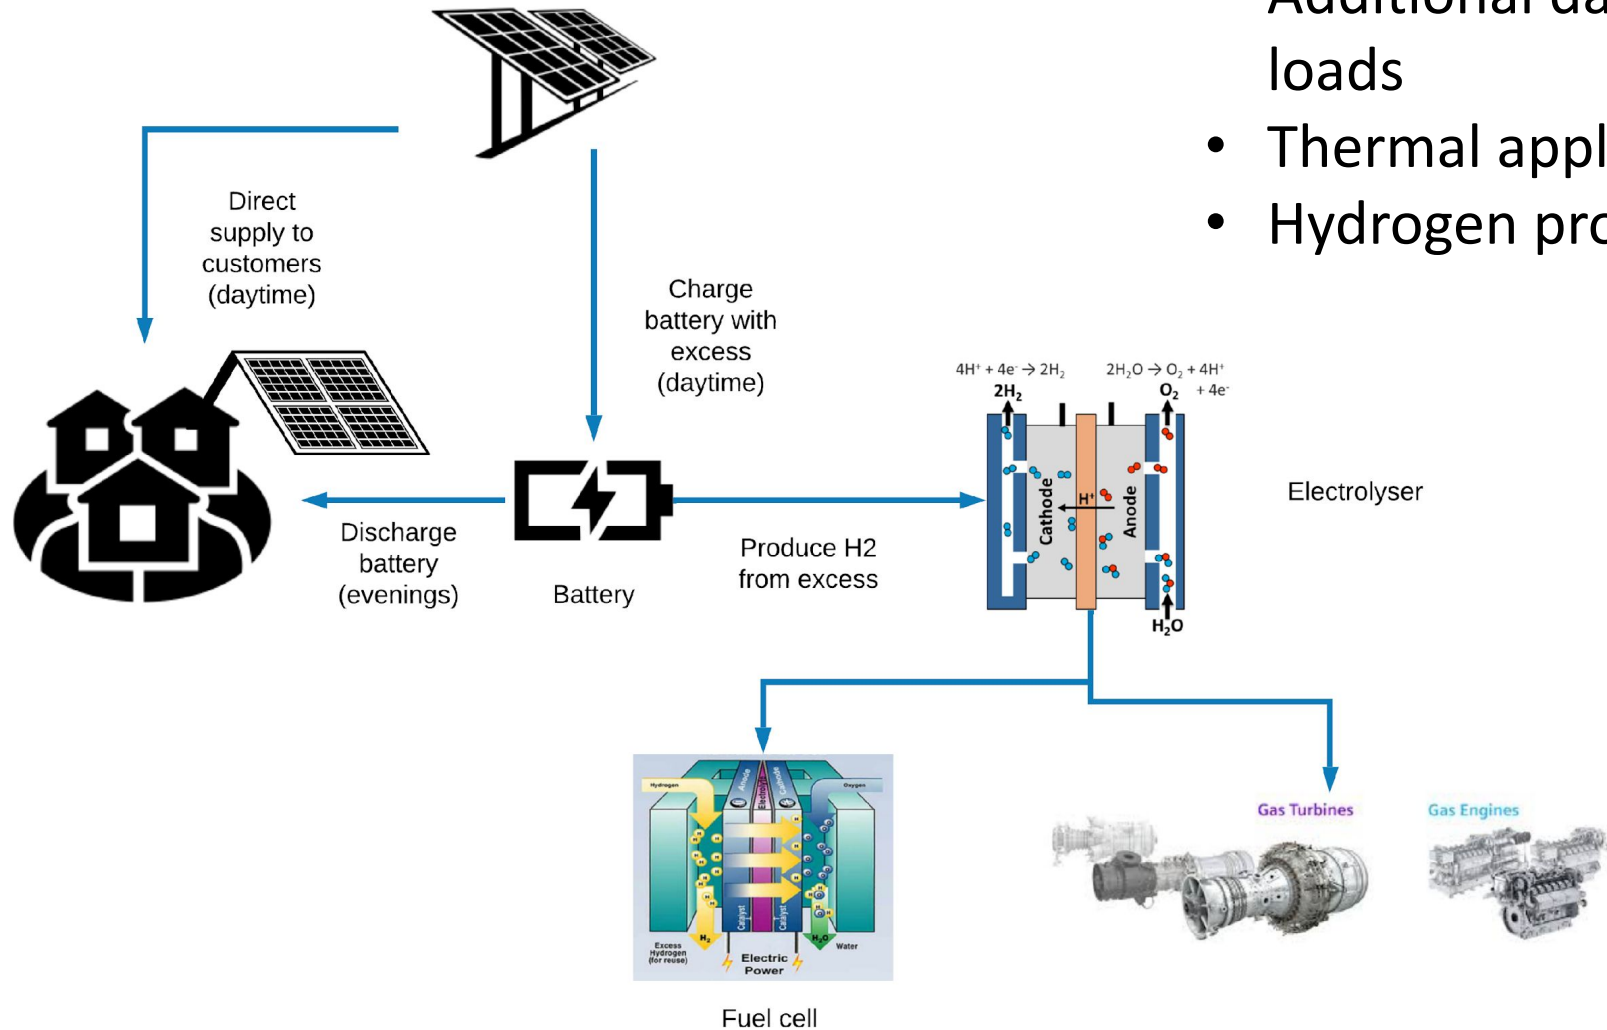 Additional da
loads
• Thermal appl
• Hydrogen pro
Direct
supply to
customers
(daytime)
Charge
battery with
excess
(daytime)
Discharge
battery
(evenings)
Battery
Produce H2
from excess
4H⁺ + 4e⁻ → 2H₂
2H₂
2H₂O → O₂ + 4H⁺
+ 4e⁻
O₂
Cathode
H⁺
Anode
H₂O
Electrolyser
Hydrogen
Anode
Electrolyte
Cathode
Oxygen
Catalyst
Catalyst
H₂
H₂O
Excess
Hydrogen
(for reuse)
Water
Electric
Power
Fuel cell
Gas Turbines
Gas Engines